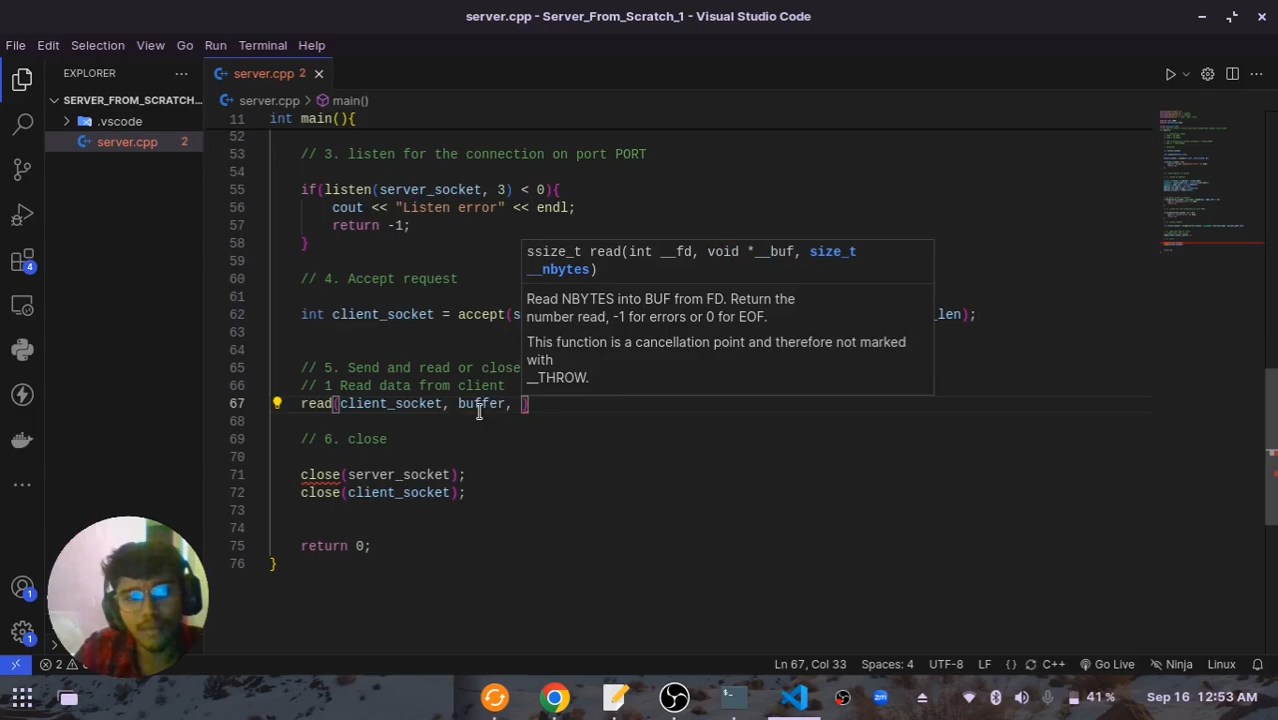 server.cpp - Server_From_Scratch_1 - Visual Studio Code
File Edit Selection View Go Run Terminal Help
EXPLORER
server.cpp 2
SERVER_FROM_SCRATCH...
.vscode
server.cpp 2
server.cpp > main()
11 int main(){
52
53 // 3. listen for the connection on port PORT
54
55 if(listen(server_socket, 3) < 0){
56 cout << "Listen error" << endl;
57 return -1;
58 }
59
60 // 4. Accept request
61
62 int client_socket = accept(s _len);
63
64
65 // 5. Send and read or close
66 // 1 Read data from client
67 read(client_socket, buffer, )
68
69 // 6. close
70
71 close(server_socket);
72 close(client_socket);
73
74
75 return 0;
76 }
ssize_t read(int __fd, void *__buf, size_t
__nbytes)
Read NBYTES into BUF from FD. Return the
number read, -1 for errors or 0 for EOF.
This function is a cancellation point and therefore not marked
with
__THROW.
1
1
2
Ln 67, Col 33 Spaces: 4 UTF-8 LF {} C++ Go Live Ninja Linux
41 % Sep 16 12:53 AM